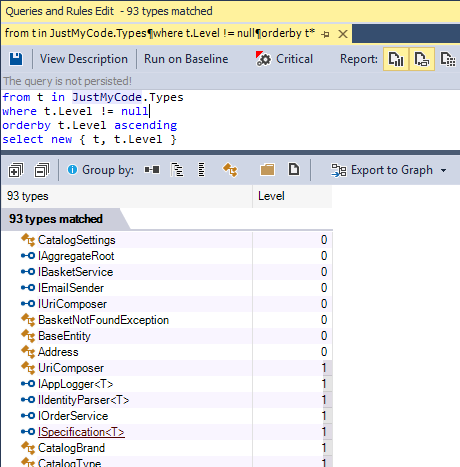 Queries and Rules Edit - 93 types matched
from t in JustMyCode.Types¶where t.Level != null¶orderby t*
View Description Run on Baseline Critical Report:
The query is not persisted!
from t in JustMyCode.Types
where t.Level != null
orderby t.Level ascending
select new { t, t.Level }
Group by: Export to Graph
93 types Level
93 types matched
CatalogSettings 0
IAggregateRoot 0
IBasketService 0
IEmailSender 0
IUriComposer 0
BasketNotFoundException 0
BaseEntity 0
Address 0
UriComposer 1
IAppLogger<T> 1
IIdentityParser<T> 1
IOrderService 1
ISpecification<T> 1
CatalogBrand 1
CatalogType 1